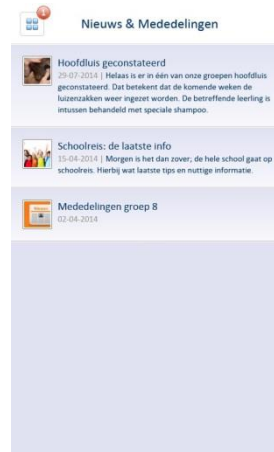 1
Nieuws & Mededelingen
Hoofdluis geconstateerd
29-07-2014 | Helaas is er in één van onze groepen hoofdluis
geconstateerd. Dat betekent dat de komende weken de
luizenzakken weer ingezet worden. De betreffende leerling is
intussen behandeld met speciale shampoo.
Schoolreis: de laatste info
15-04-2014 | Morgen is het dan zover; de hele school gaat op
schoolreis. Hierbij wat laatste tips en nuttige informatie.
Mededelingen groep 8
02-04-2014